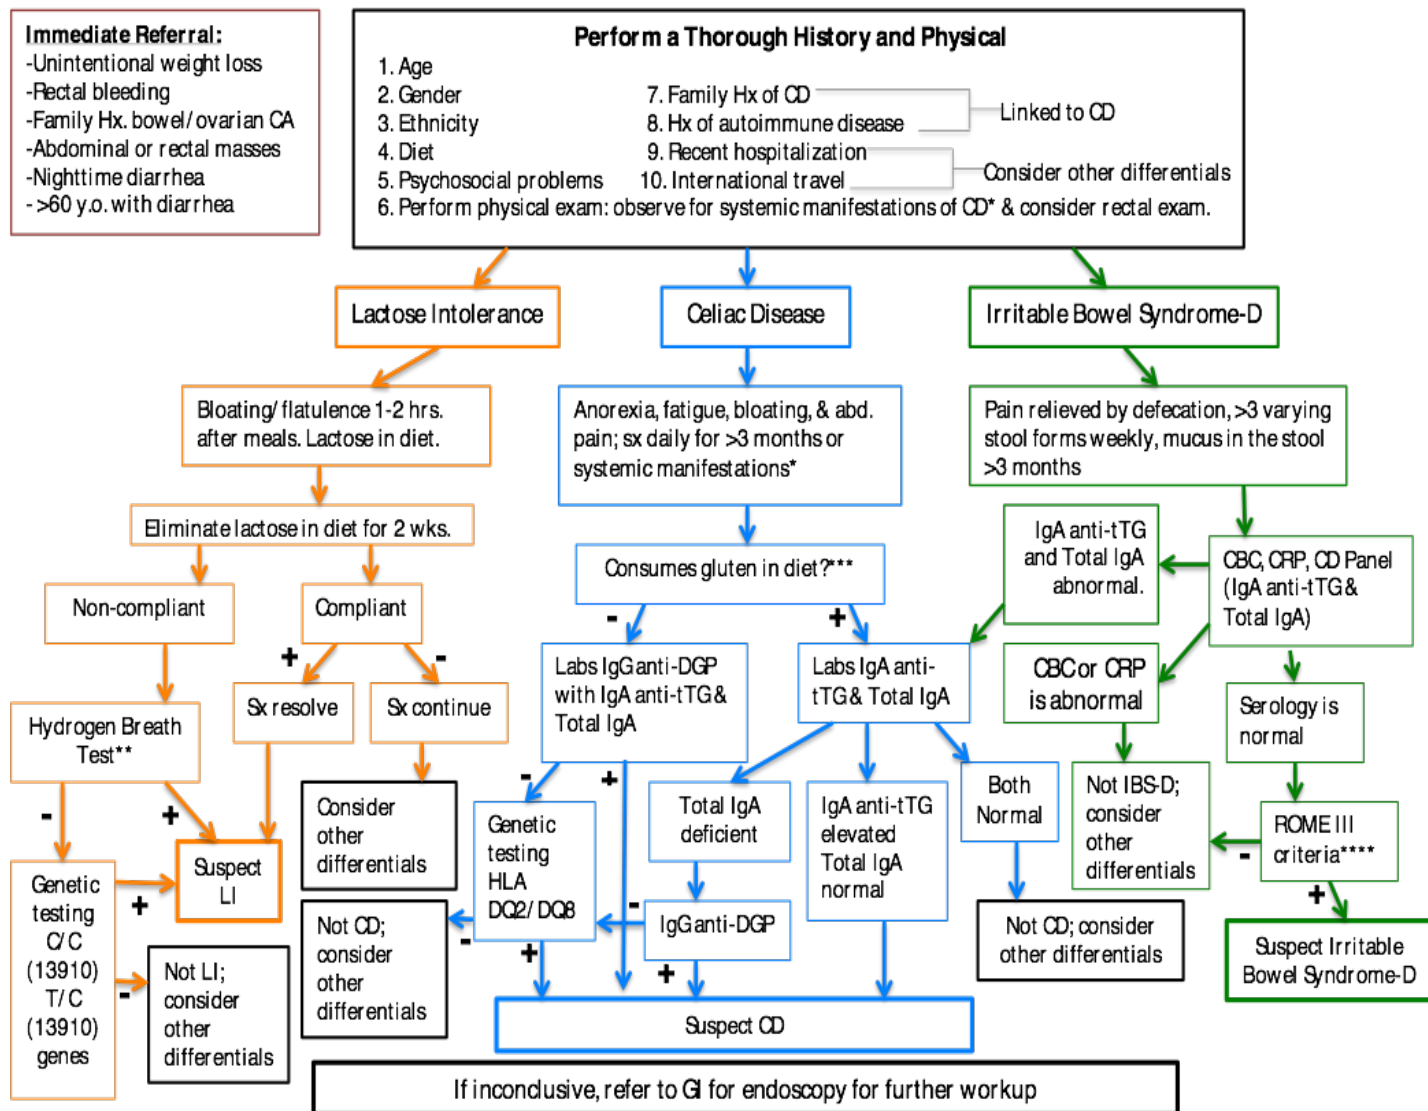 Immediate Referral:
-Unintentional weight loss
-Rectal bleeding
-Family Hx. bowel/ovarian CA
-Abdominal or rectal masses
-Nighttime diarrhea
- >60 y.o. with diarrhea
Perform a Thorough History and Physical
1. Age
2. Gender
3. Ethnicity
4. Diet
5. Psychosocial problems
7. Family Hx of CD
8. Hx of autoimmune disease
9. Recent hospitalization
10. International travel
Linked to CD
Consider other differentials
6. Perform physical exam: observe for systemic manifestations of CD* & consider rectal exam.
Lactose Intolerance
Celiac Disease
Irritable Bowel Syndrome-D
Bloating/ flatulence 1-2 hrs.
after meals. Lactose in diet.
Eliminate lactose in diet for 2 wks.
Non-compliant
Compliant
+
-
Hydrogen Breath
Test**
Sx resolve
Sx continue
-
+
Consider
other
differentials
Genetic
testing
C/C
(13910)
T/C
(13910)
genes
+
-
Suspect
LI
Not LI;
consider
other
differentials
Anorexia, fatigue, bloating, & abd.
pain; sx daily for >3 months or
systemic manifestations*
Consumes gluten in diet?***
-
+
Labs IgG anti-DGP
with IgA anti-tTG &
Total IgA
Labs IgA anti-
tTG & Total IgA
-
+
Genetic
testing
HLA
DQ2/ DQ8
Total IgA
deficient
IgA anti-tTG
elevated
Total IgA
normal
Both
Normal
-
IgG anti-DGP
-
+
+
Not CD;
consider
other
differentials
Not CD; consider
other differentials
Suspect CD
Pain relieved by defecation, >3 varying
stool forms weekly, mucus in the stool
>3 months
IgA anti-tTG
and Total IgA
abnormal.
CBC, CRP, CD Panel
(IgA anti-tTG &
Total IgA)
CBC or CRP
is abnormal
Serology is
normal
Not IBS-D;
consider
other
differentials
-
ROME III
criteria****
+
Suspect Irritable
Bowel Syndrome-D
If inconclusive, refer to GI for endoscopy for further workup